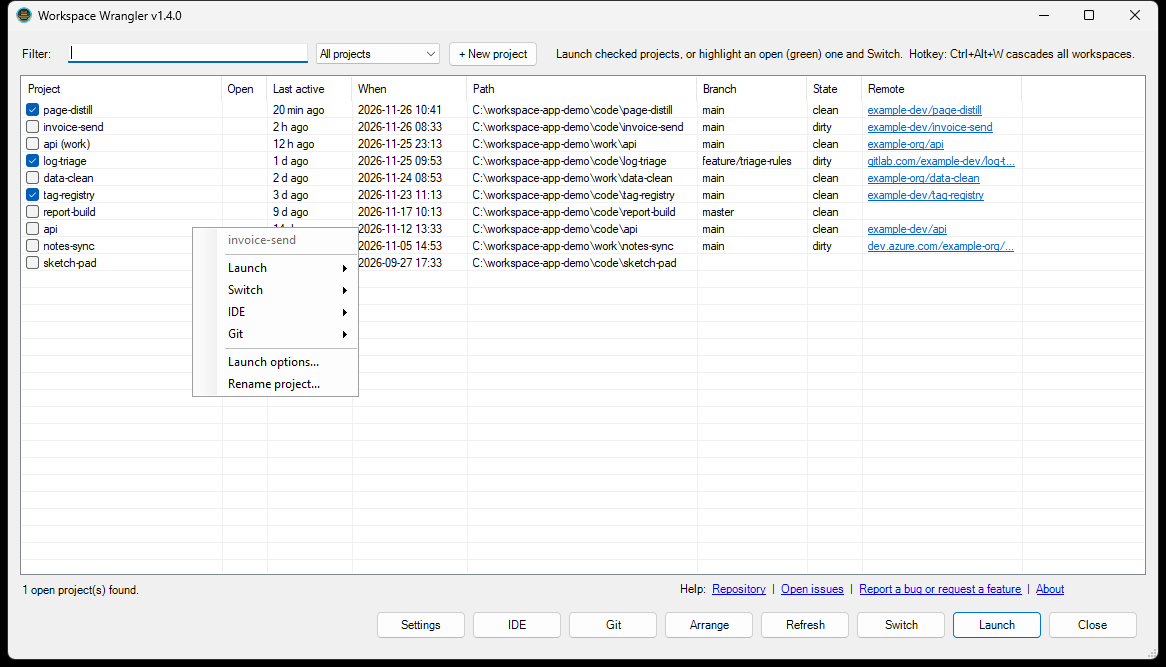 Workspace Wrangler v1.4.0
Filter: All projects + New project Launch checked projects, or highlight an open (green) one and Switch. Hotkey: Ctrl+Alt+W cascades all workspaces.
Project Open Last active When Path Branch State Remote
page-distill 20 min ago 2026-11-26 10:41 C:\workspace-app-demo\code\page-distill main clean example-dev/page-distill
invoice-send 2 h ago 2026-11-26 08:33 C:\workspace-app-demo\code\invoice-send main dirty example-dev/invoice-send
api (work) 12 h ago 2026-11-25 23:13 C:\workspace-app-demo\work\api main clean example-org/api
log-triage 1 d ago 2026-11-25 09:53 C:\workspace-app-demo\code\log-triage feature/triage-rules dirty gitlab.com/example-dev/log-t...
data-clean 2 d ago 2026-11-24 08:53 C:\workspace-app-demo\work\data-clean main clean example-org/data-clean
tag-registry 3 d ago 2026-11-23 11:13 C:\workspace-app-demo\code\tag-registry main clean example-dev/tag-registry
report-build 9 d ago 2026-11-17 10:13 C:\workspace-app-demo\code\report-build master clean
api 2026-11-12 13:33 C:\workspace-app-demo\code\api main clean example-dev/api
notes-sync 2026-11-05 14:53 C:\workspace-app-demo\work\notes-sync main dirty dev.azure.com/example-org/...
sketch-pad 2026-09-27 17:33 C:\workspace-app-demo\code\sketch-pad
invoice-send
Launch
Switch
IDE
Git
Launch options...
Rename project...
1 open project(s) found. Help: Repository | Open issues | Report a bug or request a feature | About
Settings IDE Git Arrange Refresh Switch Launch Close